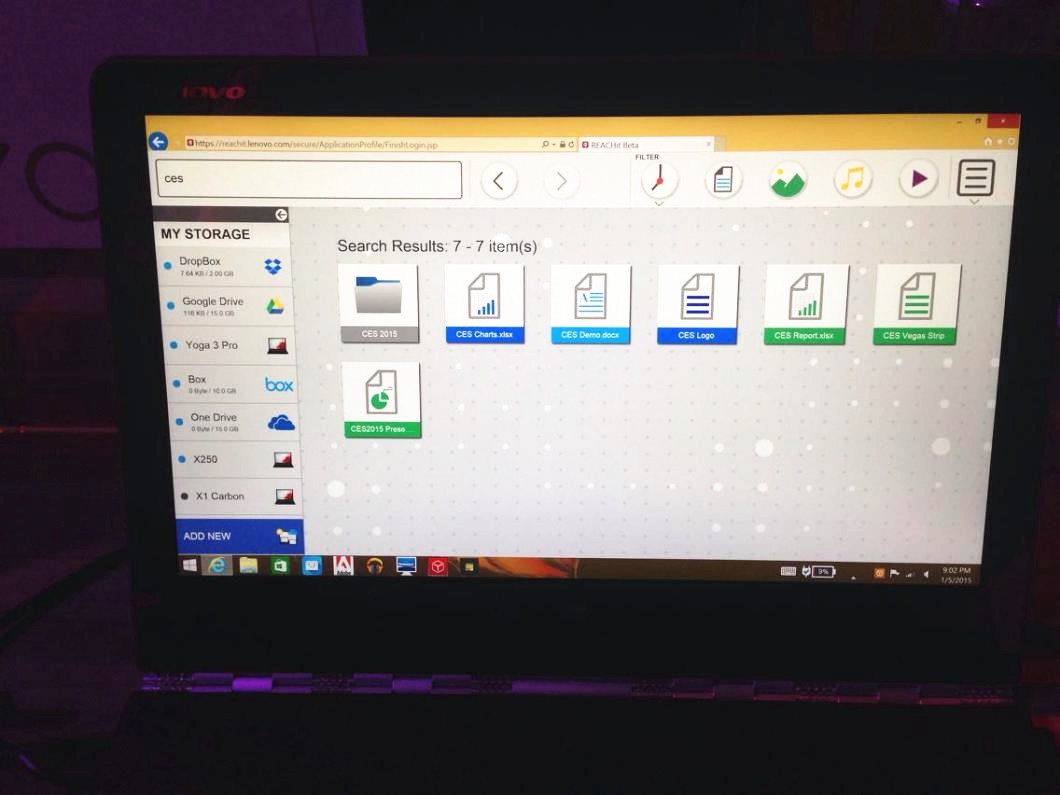 lenovo
https://reachit.lenovo.com/secure/ApplicationProfile/FinishLogin.jsp
REACHit Beta
ces
FILTER
MY STORAGE
Search Results: 7 - 7 item(s)
DropBox
7.64 KB / 2.00 GB
Google Drive
116 KB / 15.0 GB
Yoga 3 Pro
Box
0 Byte / 10.0 GB
box
One Drive
0 Byte / 15.0 GB
X250
X1 Carbon
ADD NEW
CES 2015
CES Charts.xlsx
CES Demo.docx
CES Logo
CES Report.xlsx
CES Vegas Strip
CES2015 Prese...
9%
9:02 PM
1/5/2015